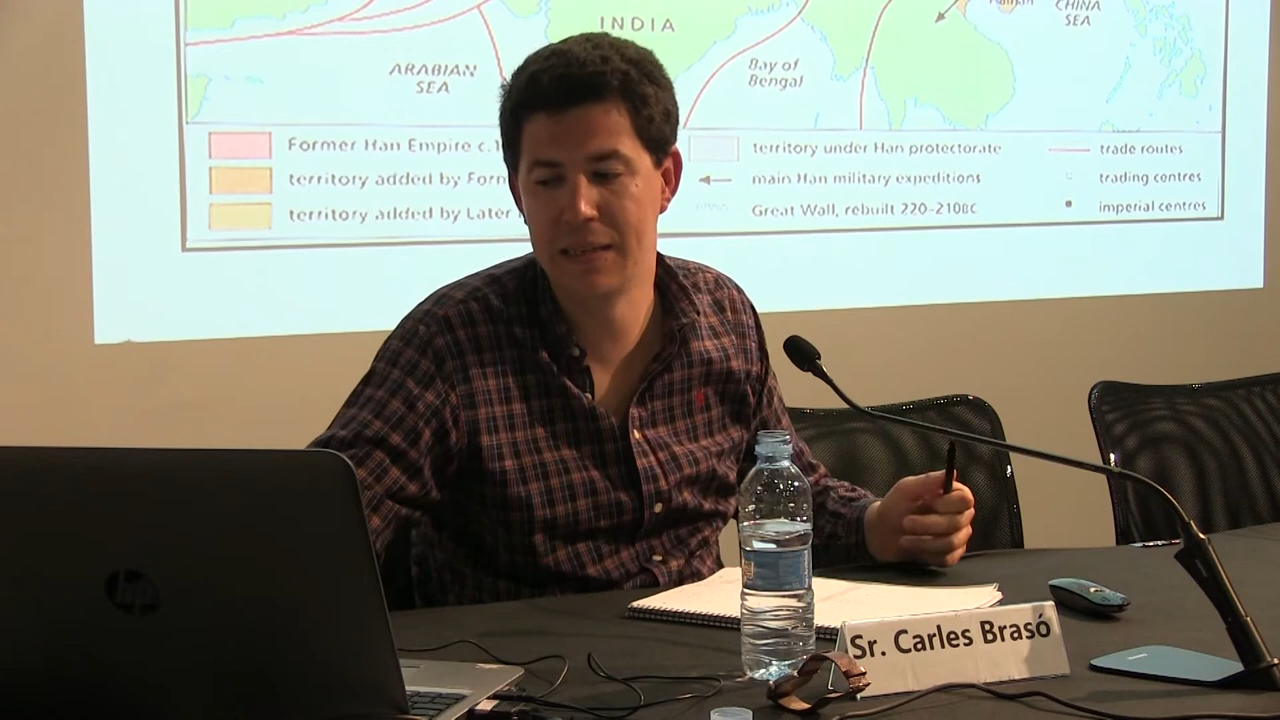 INDIA
CHINA
SEA
ARABIAN
SEA
Bay of
Bengal
Former Han Empire c.
territory added by
territory added by Later
territory under Han protectorate
main Han military expeditions
Great Wall, rebuilt 220–210BC
trade routes
trading centres
imperial centres
hp
Sr. Carles Brasó